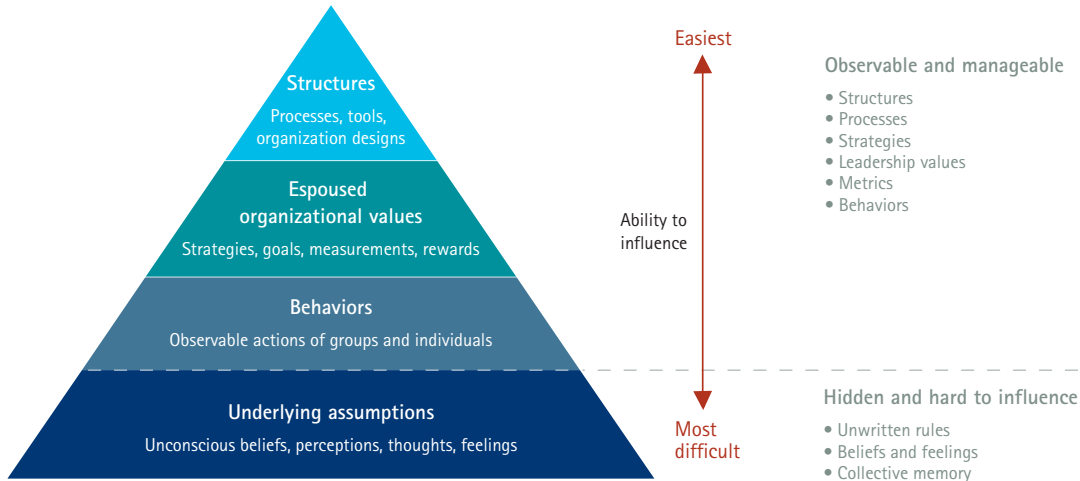 Structures
Processes, tools,
organization designs
Espoused
organizational values
Strategies, goals, measurements, rewards
Behaviors
Observable actions of groups and individuals
Underlying assumptions
Unconscious beliefs, perceptions, thoughts, feelings
Easiest
Ability to
influence
Most
difficult
Observable and manageable
• Structures
• Processes
• Strategies
• Leadership values
• Metrics
• Behaviors
Hidden and hard to influence
• Unwritten rules
• Beliefs and feelings
• Collective memory